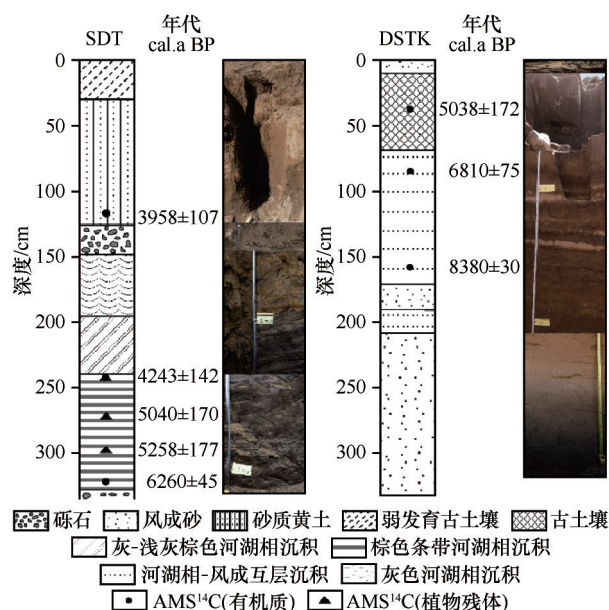 SDT
年代
cal.a BP
DSTK
年代
cal.a BP
深度/cm
0
50
100
150
200
250
300
3958±107
4243±142
5040±170
5258±177
6260±45
深度/cm
0
50
100
150
200
250
300
5038±172
6810±75
8380±30
砾石 风成砂 砂质黄土 弱发育古土壤 古土壤
灰-浅灰棕色河湖相沉积 棕色条带河湖相沉积
河湖相-风成互层沉积 灰色河湖相沉积
AMS¹⁴C(有机质) AMS¹⁴C(植物残体)